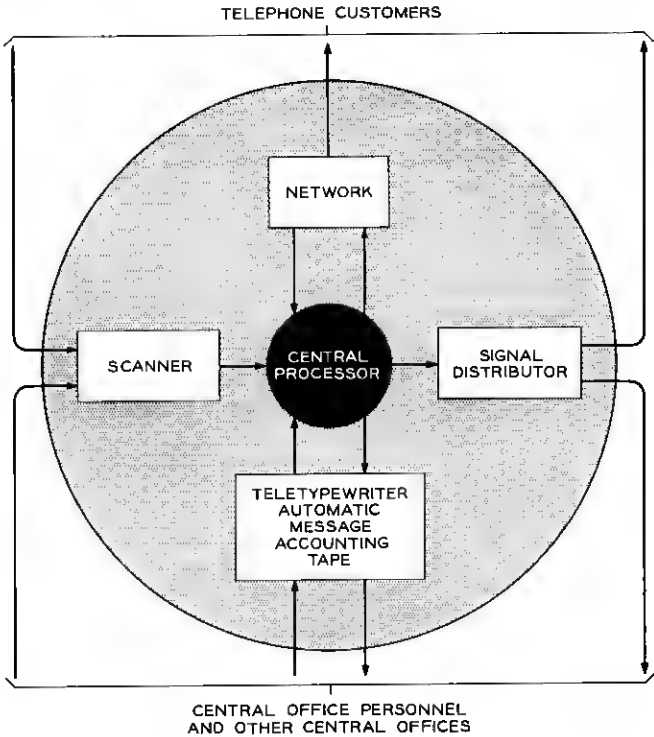 TELEPHONE CUSTOMERS
NETWORK
SCANNER
CENTRAL
PROCESSOR
SIGNAL
DISTRIBUTOR
TELETYPEWRITER
AUTOMATIC
MESSAGE
ACCOUNTING
TAPE
CENTRAL OFFICE PERSONNEL
AND OTHER CENTRAL OFFICES